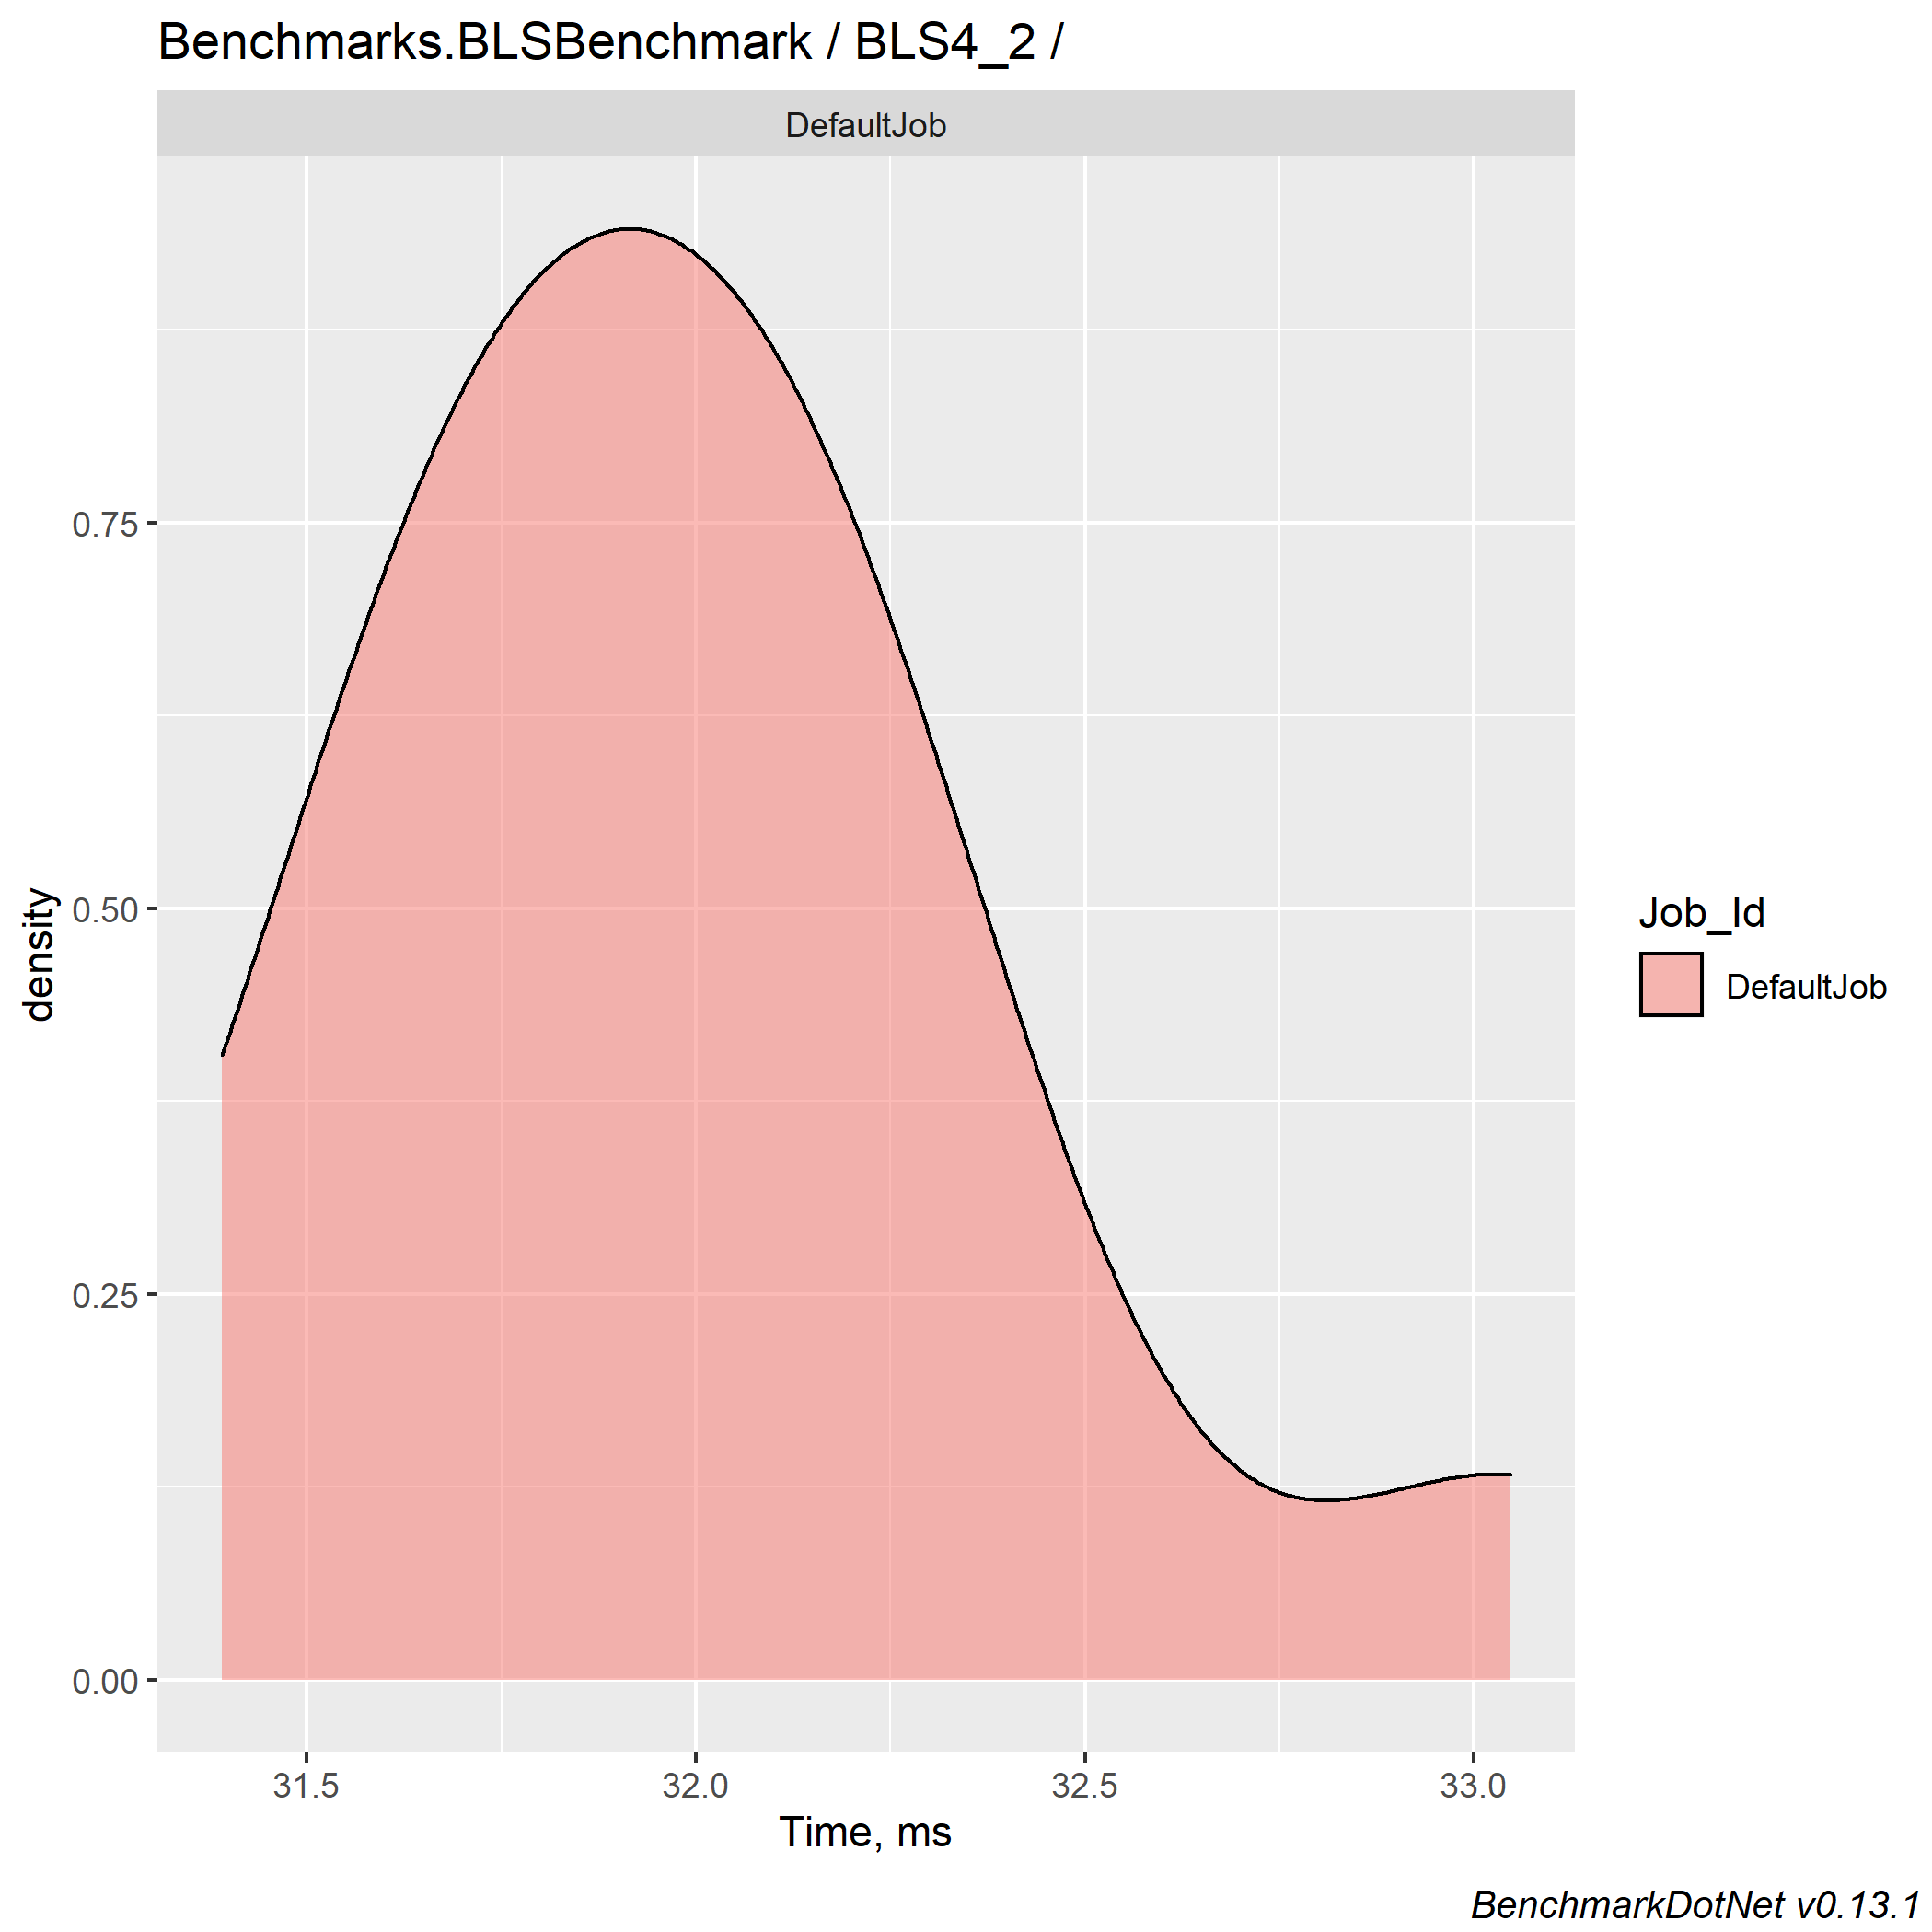 Benchmarks.BLSBenchmark / BLS4_2 /
DefaultJob
density
0.75
0.50
0.25
0.00
31.5 32.0 32.5 33.0
Time, ms
Job_Id
DefaultJob
BenchmarkDotNet v0.13.1